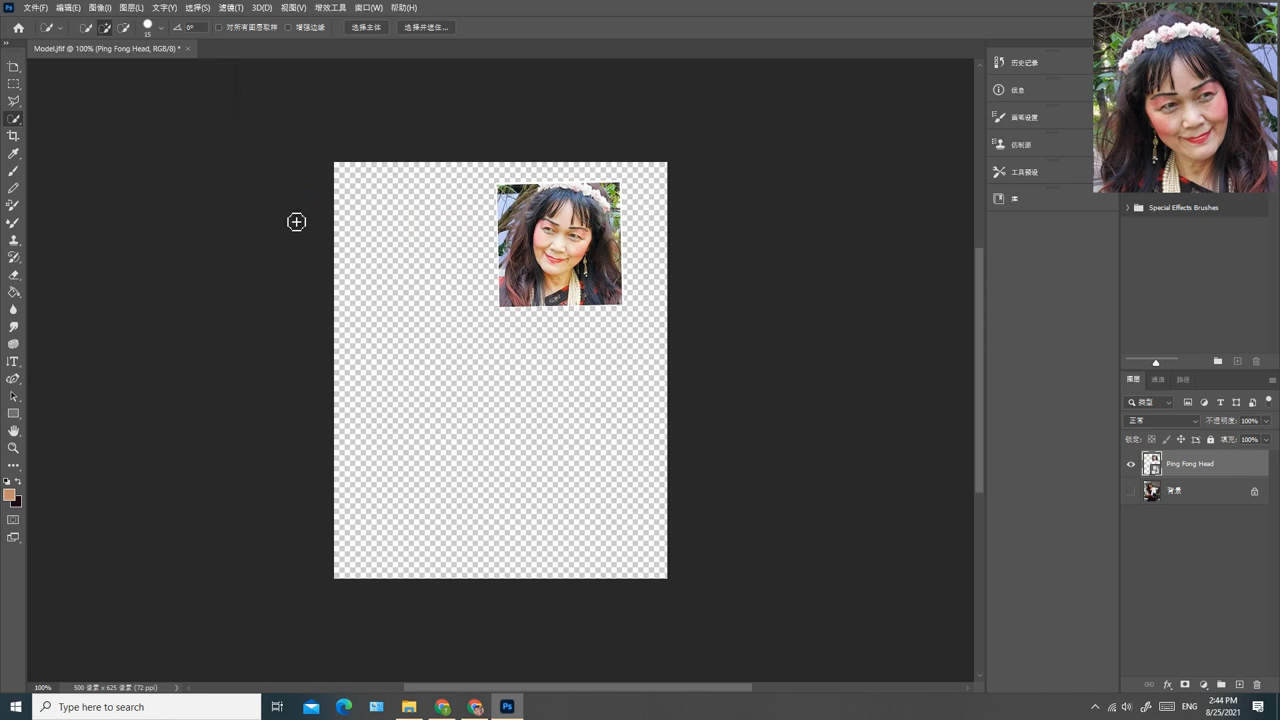 Ps 文件(F) 编辑(E) 图像(I) 图层(L) 文字(Y) 选择(S) 滤镜(T) 3D(D) 视图(V) 增效工具 窗口(W) 帮助(H)
15 0° 对所有图层取样 增强边缘 选择主体 选择并遮住...
Model.jfif @ 100% (Ping Fong Head, RGB/8) * ×
历史记录
信息
画笔设置
仿制源
工具预设
库
Special Effects Brushes
图层 通道 路径
类型
正常 不透明度: 100%
锁定: 填充: 100%
Ping Fong Head
背景
100% 500 像素 x 625 像素 (72 ppi)
fx
Type here to search
Ps
ENG
2:44 PM
8/25/2021